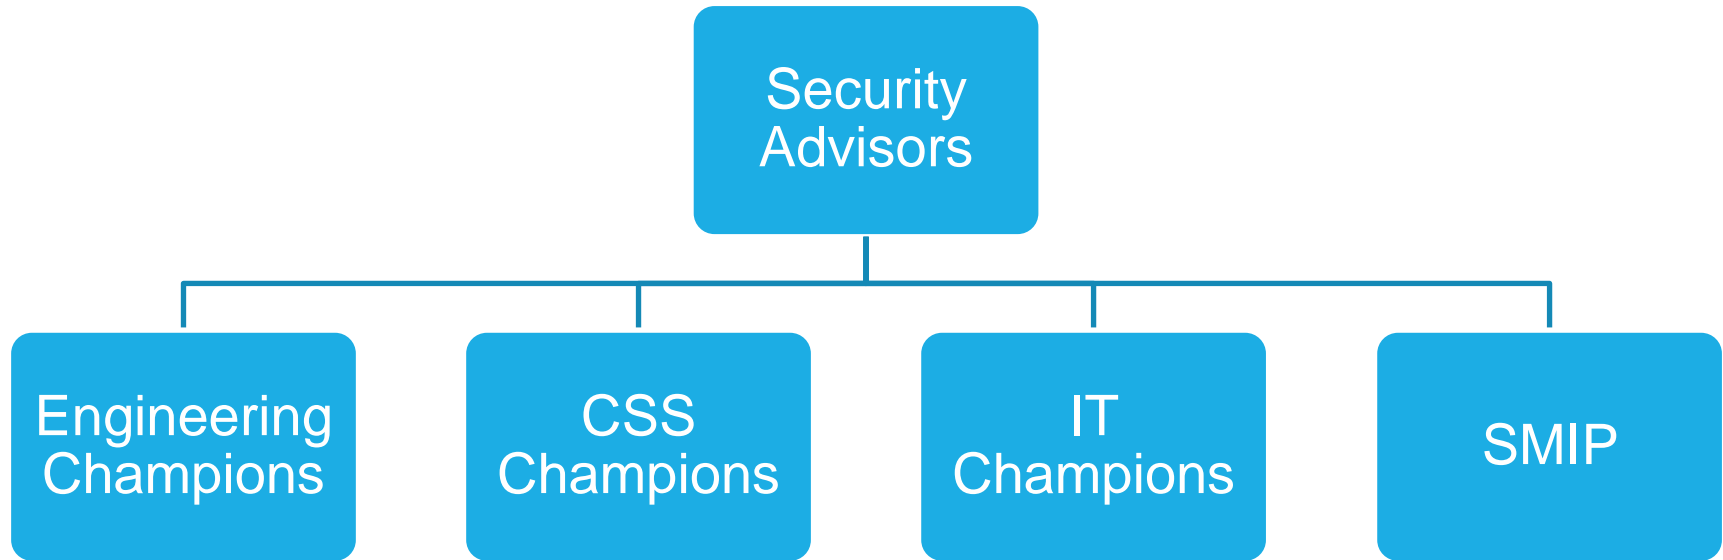 Security
Advisors
Engineering
Champions
CSS
Champions
IT
Champions
SMIP